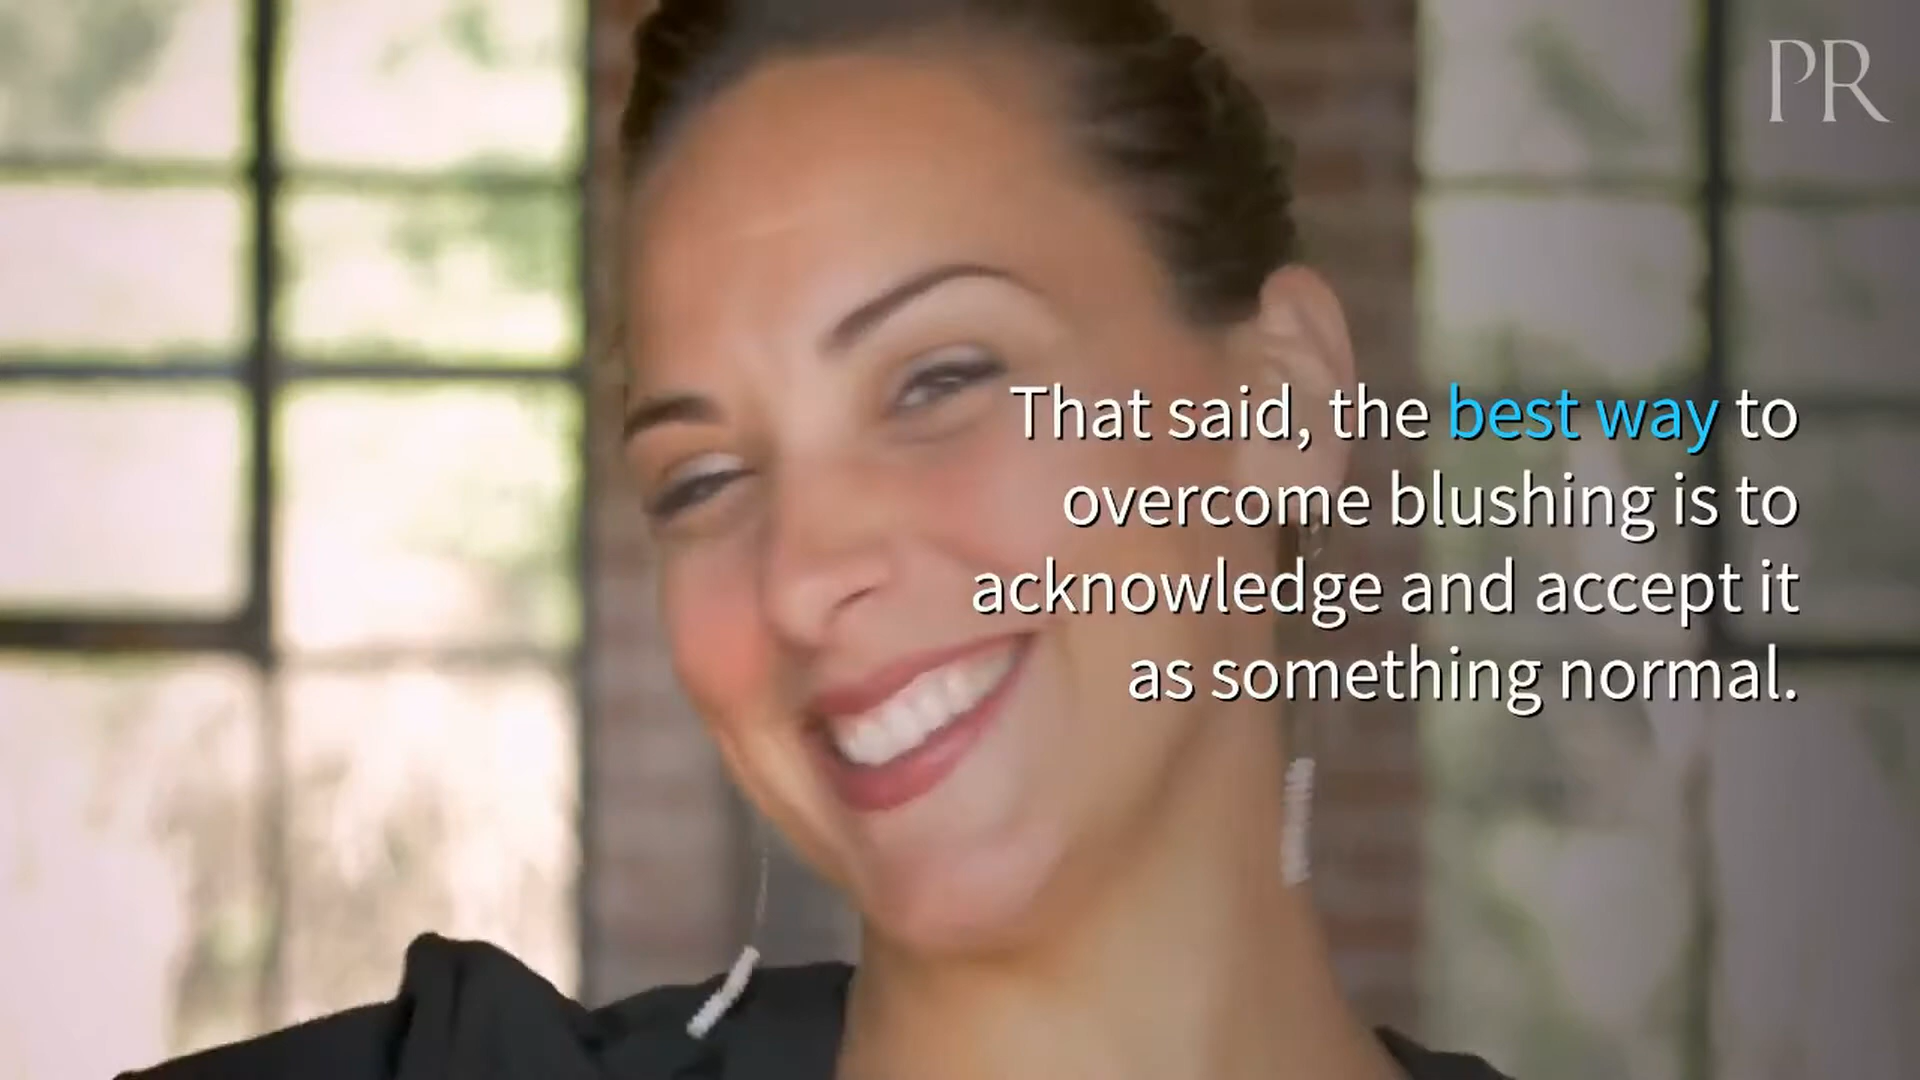 PR
That said, the best way to
overcome blushing is to
acknowledge and accept it
as something normal.